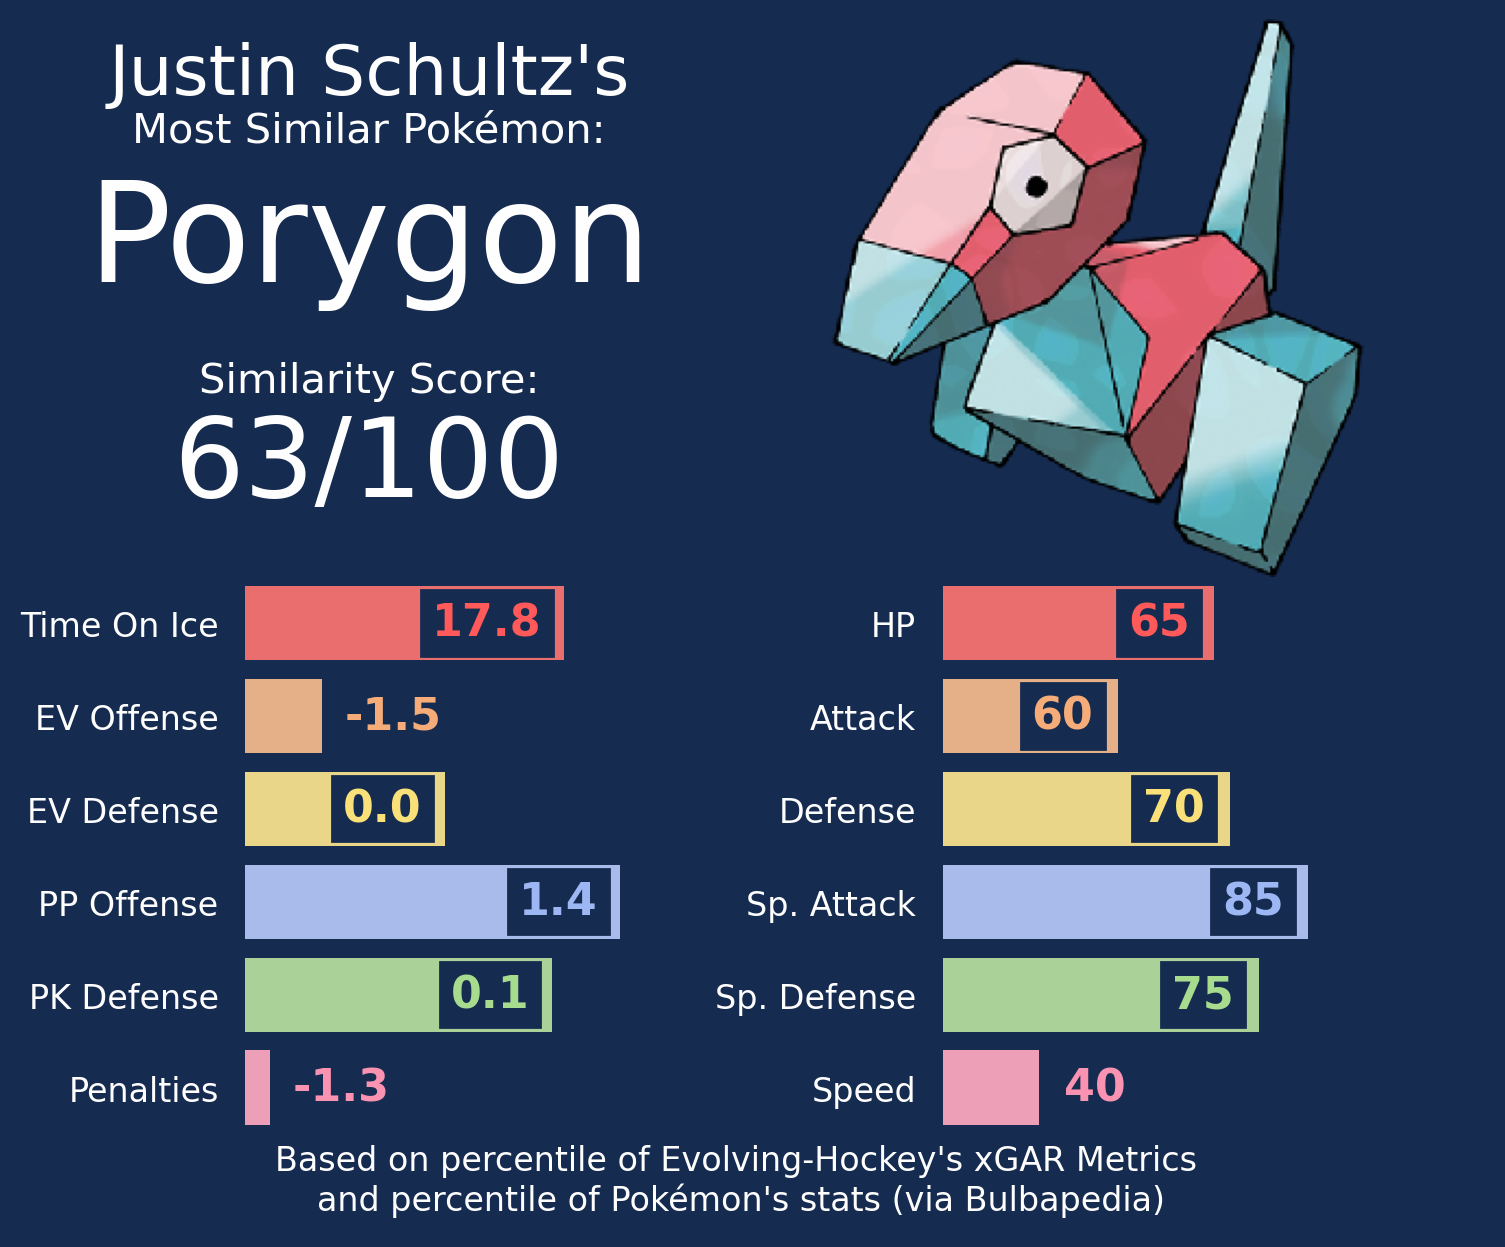 Justin Schultz's
Most Similar Pokémon:
Porygon
Similarity Score:
63/100
Time On Ice 17.8
EV Offense -1.5
EV Defense 0.0
PP Offense 1.4
PK Defense 0.1
Penalties -1.3
HP 65
Attack 60
Defense 70
Sp. Attack 85
Sp. Defense 75
Speed 40
Based on percentile of Evolving-Hockey's xGAR Metrics
and percentile of Pokémon's stats (via Bulbapedia)